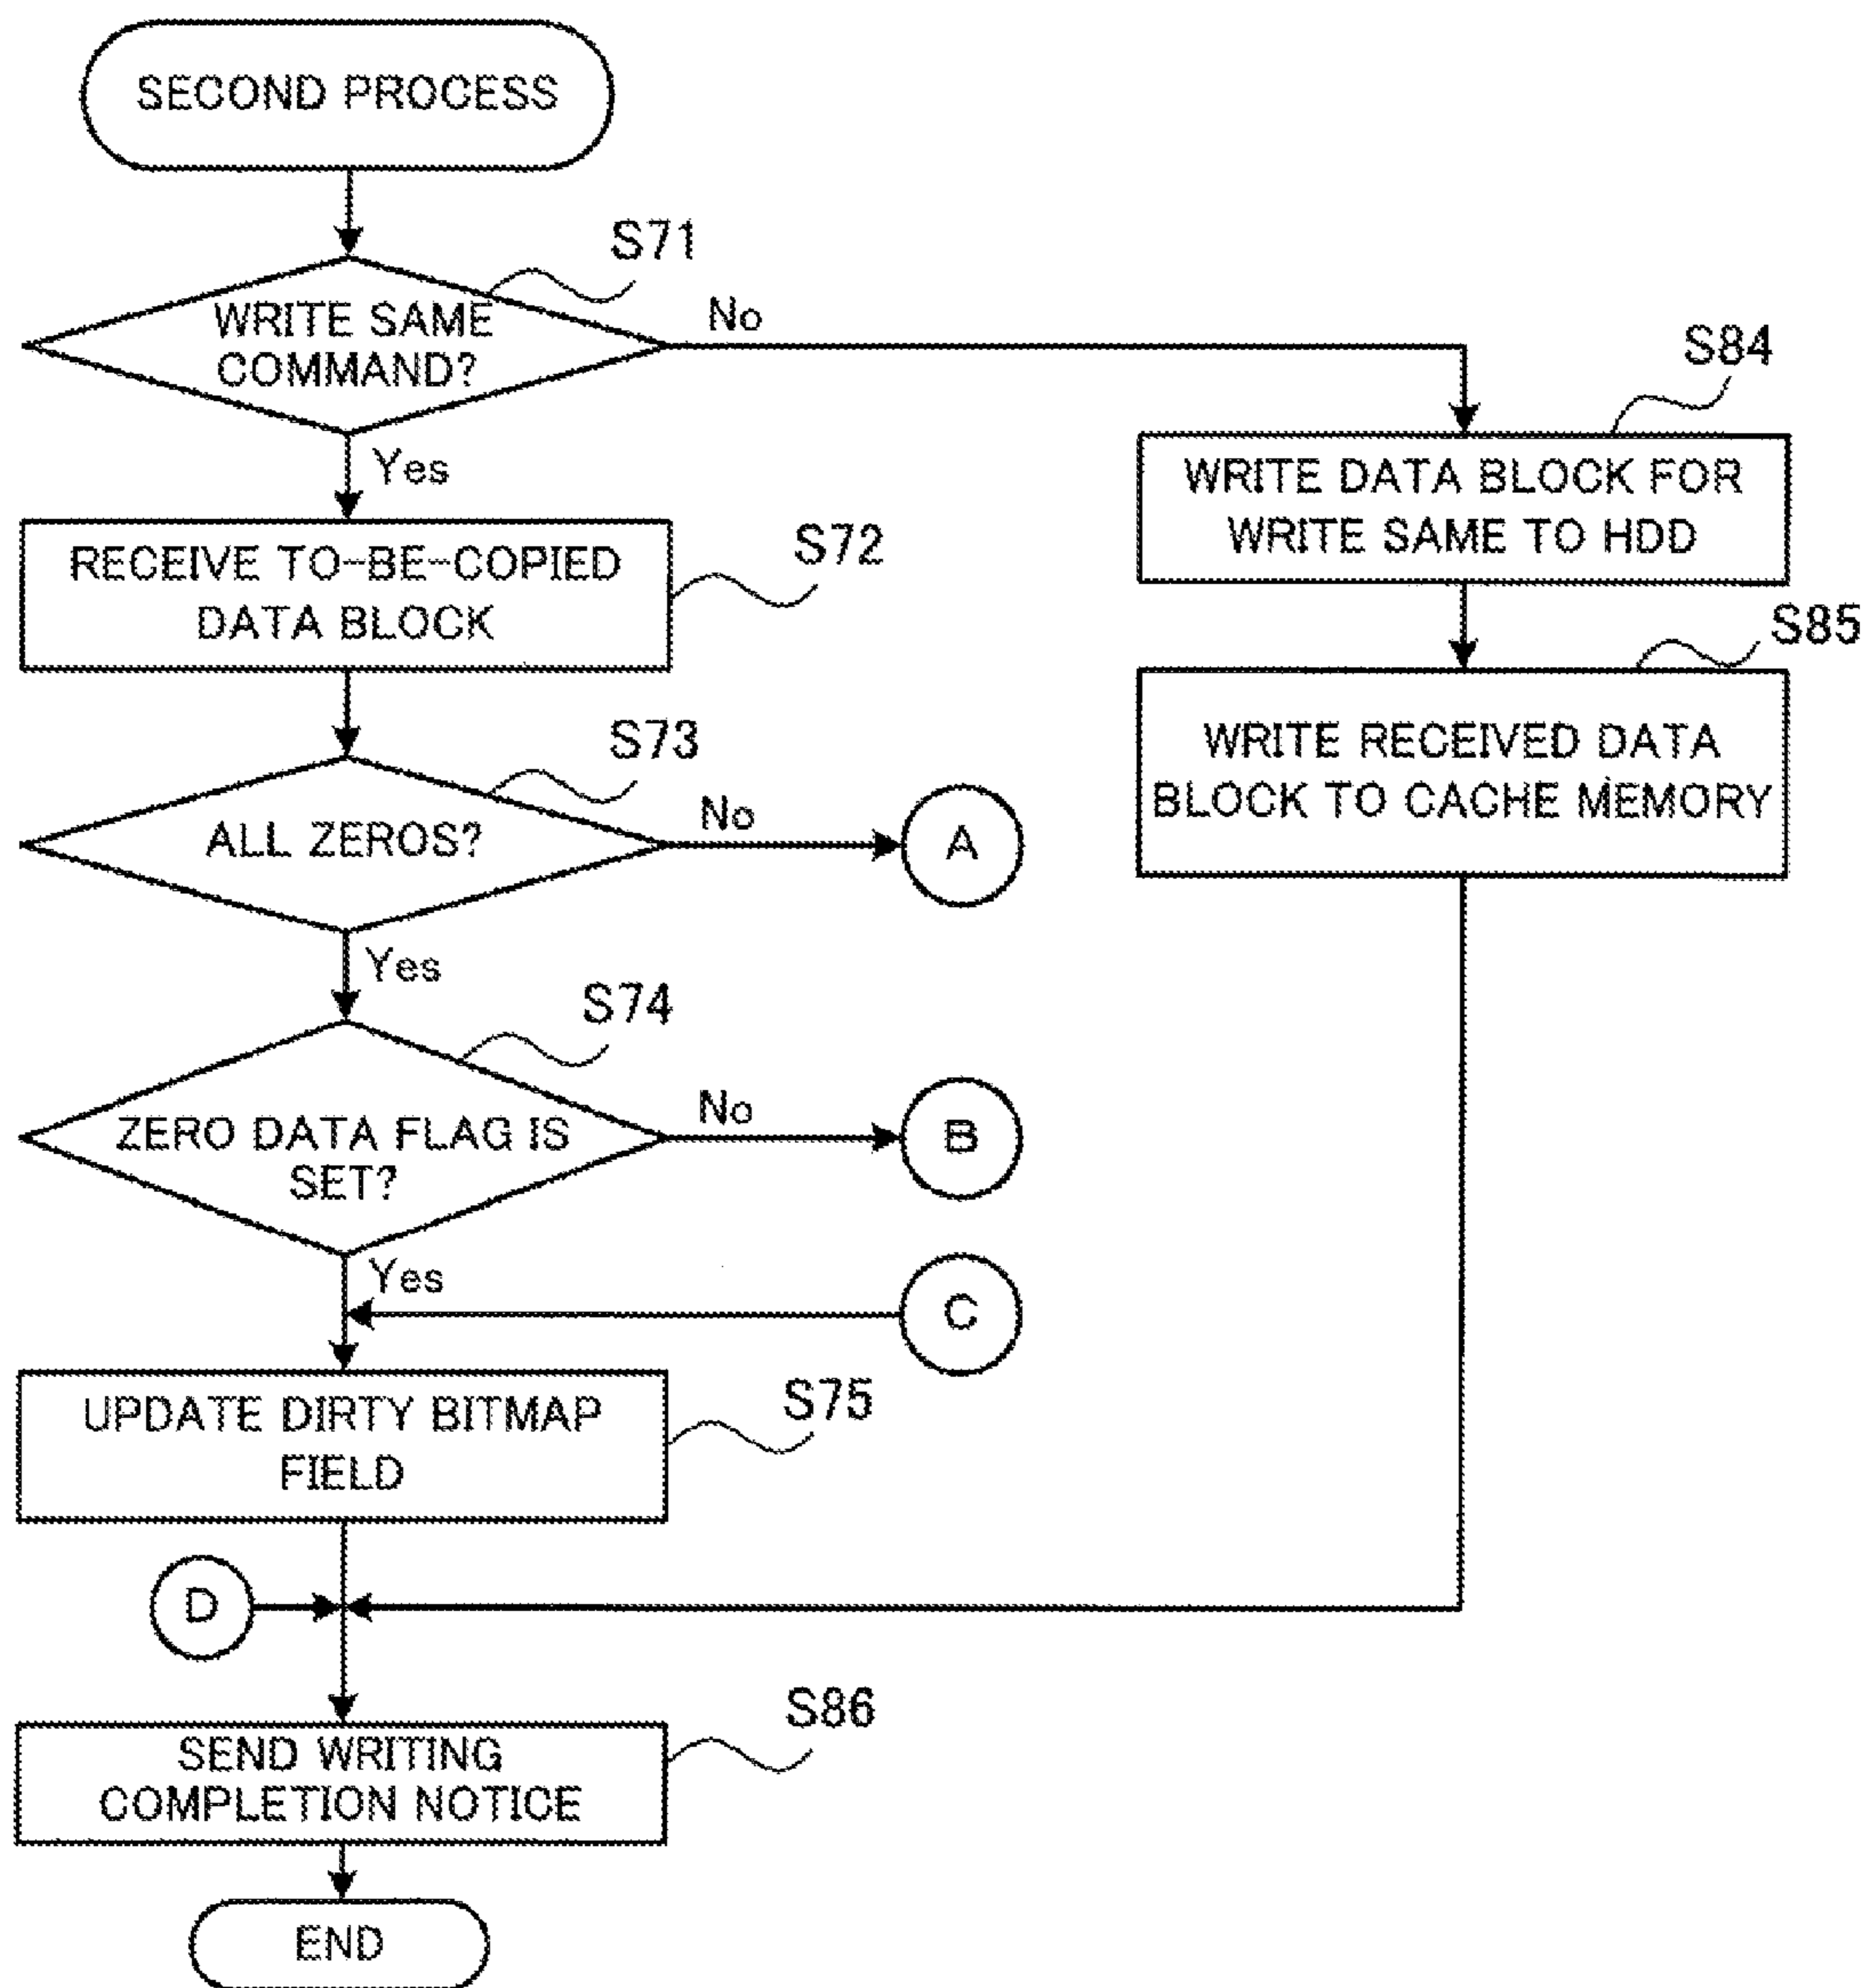 SECOND PROCESS
S71
WRITE SAME
COMMAND?
No
Yes
S84
WRITE DATA BLOCK FOR
WRITE SAME TO HDD
S72
RECEIVE TO-BE-COPIED
DATA BLOCK
S85
WRITE RECEIVED DATA
BLOCK TO CACHE MEMORY
S73
ALL ZEROS?
No
A
Yes
S74
ZERO DATA FLAG IS
SET?
No
B
Yes
C
S75
UPDATE DIRTY BITMAP
FIELD
D
S86
SEND WRITING
COMPLETION NOTICE
END